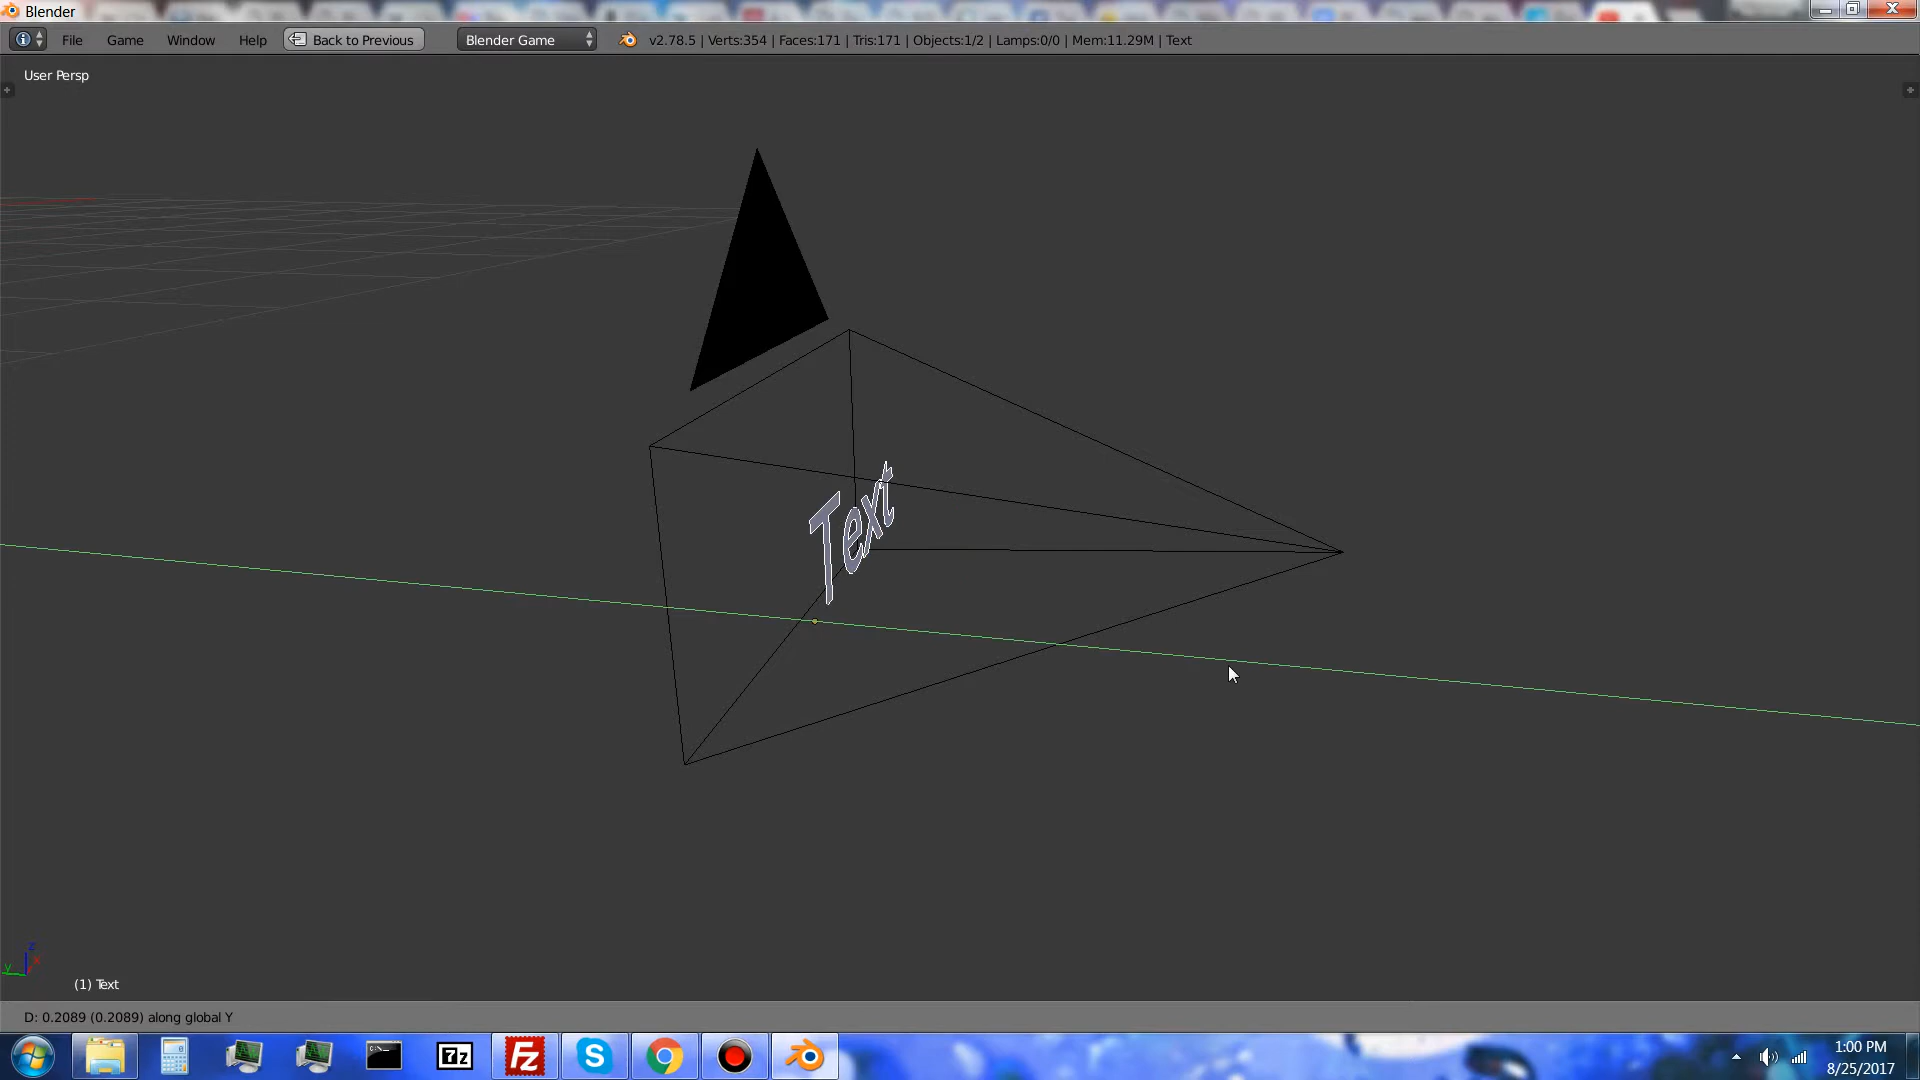 Blender
File Game Window Help Back to Previous Blender Game v2.78.5 | Verts:354 | Faces:171 | Tris:171 | Objects:1/2 | Lamps:0/0 | Mem:11.29M | Text
User Persp
Text
z
x
y
(1) Text
D: 0.2089 (0.2089) along global Y
7z
Fz
S
1:00 PM
8/25/2017